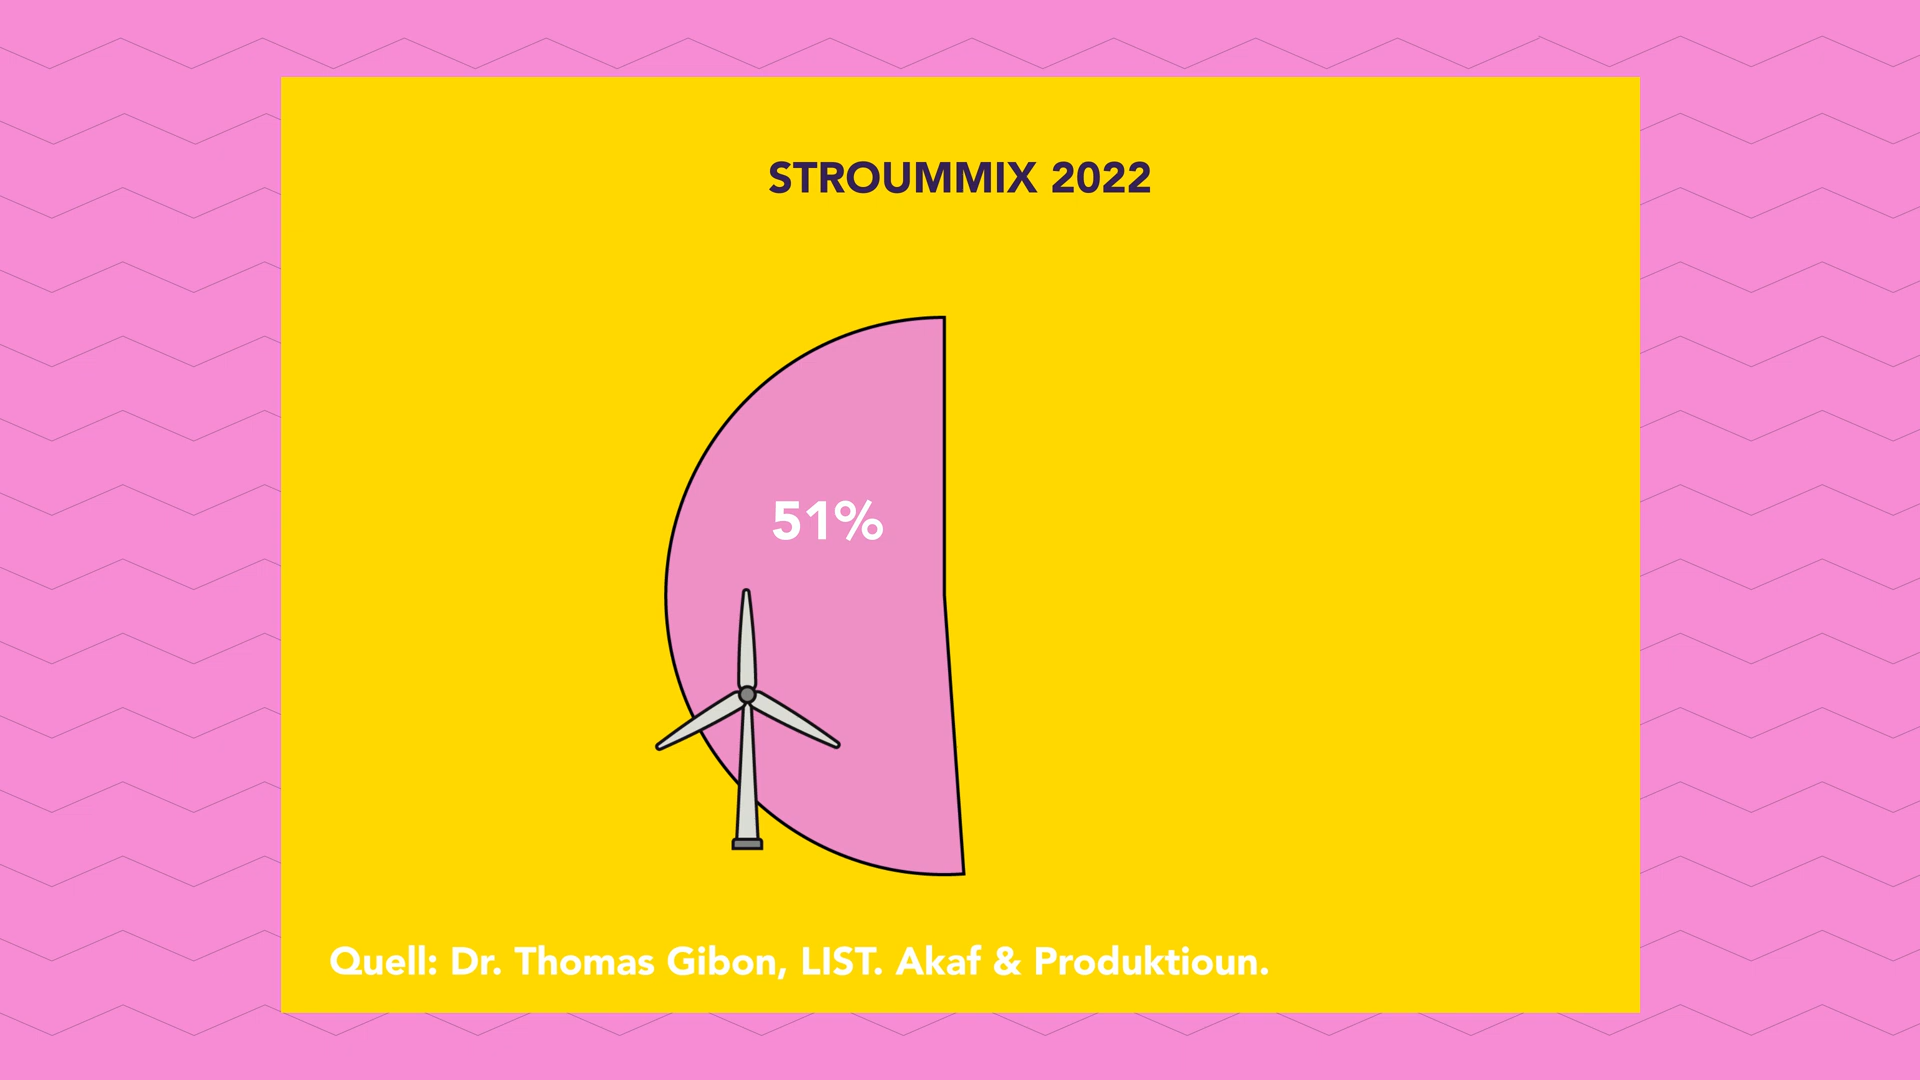 STROUMMIX 2022
51%
Quell: Dr. Thomas Gibon, LIST. Akaf & Produktioun.